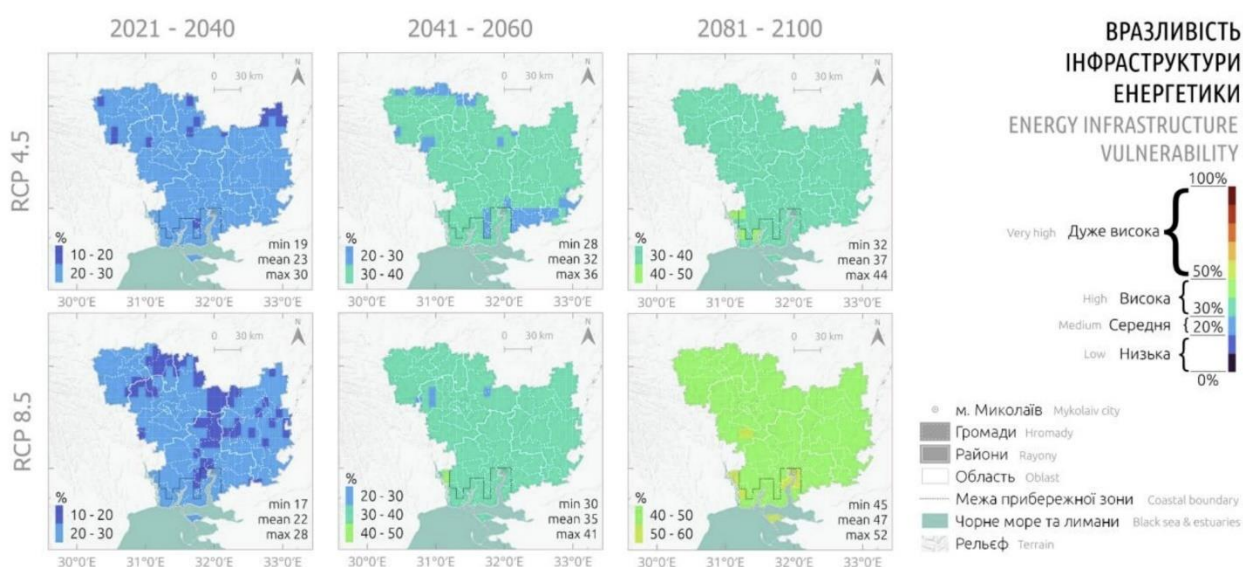 2021 - 2040
2041 - 2060
2081 - 2100
RCP 4.5
0 30 km
N
%
10 - 20
20 - 30
min 19
mean 23
max 30
30°0'E 31°0'E 32°0'E 33°0'E
0 30 km
N
%
20 - 30
30 - 40
min 28
mean 32
max 36
30°0'E 31°0'E 32°0'E 33°0'E
0 30 km
N
%
30 - 40
40 - 50
min 32
mean 37
max 44
30°0'E 31°0'E 32°0'E 33°0'E
RCP 8.5
0 30 km
N
%
10 - 20
20 - 30
min 17
mean 22
max 28
30°0'E 31°0'E 32°0'E 33°0'E
0 30 km
N
%
20 - 30
30 - 40
40 - 50
min 30
mean 35
max 41
30°0'E 31°0'E 32°0'E 33°0'E
0 30 km
N
%
40 - 50
50 - 60
min 45
mean 47
max 52
30°0'E 31°0'E 32°0'E 33°0'E
ВРАЗЛИВІСТЬ
ІНФРАСТРУКТУРИ
ЕНЕРГЕТИКИ
ENERGY INFRASTRUCTURE
VULNERABILITY
100%
Very high Дуже висока
50%
High Висока
30%
Medium Середня
20%
Low Низька
0%
м. Миколаїв Mykolaiv city
Громади Hromady
Райони Rayony
Область Oblast
Межа прибережної зони Coastal boundary
Чорне море та лимани Black sea & estuaries
Рельєф Terrain